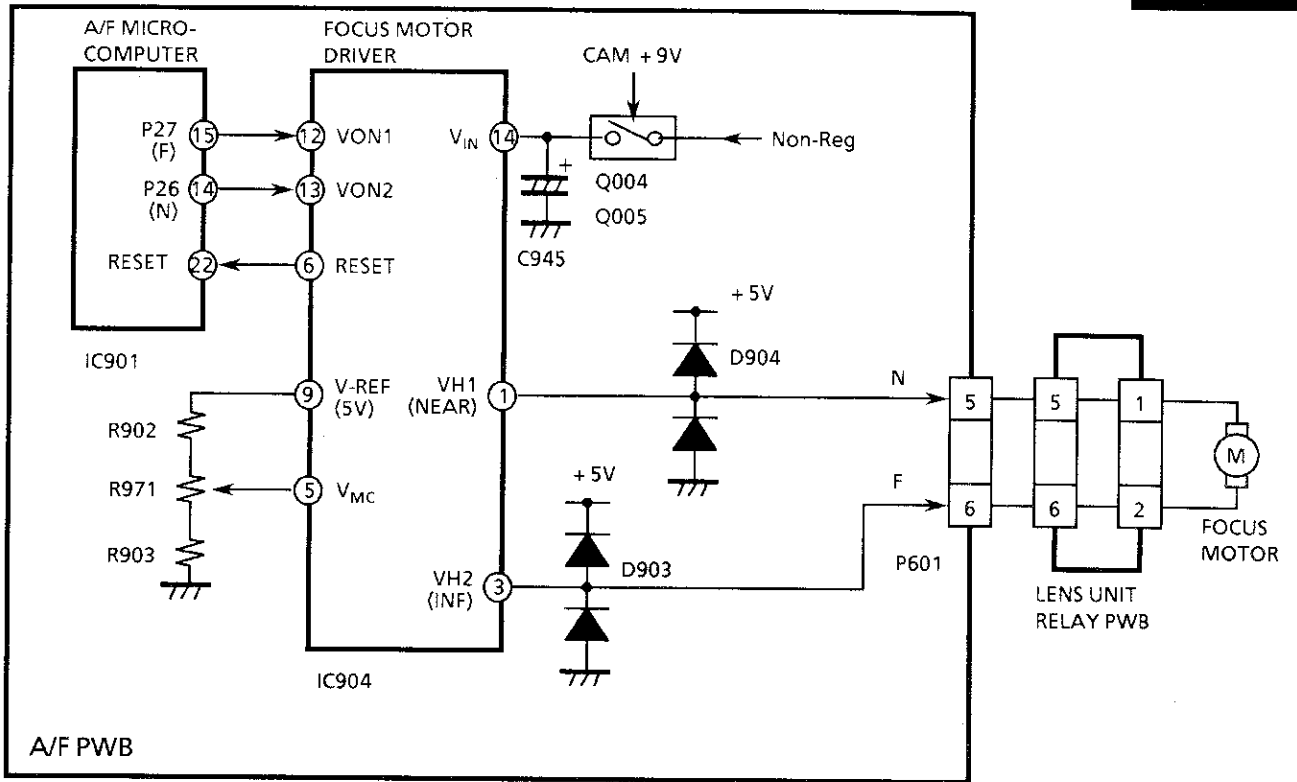 A/F MICRO-
COMPUTER
FOCUS MOTOR
DRIVER
CAM + 9V
P27
(F)
15
12
VON1
VIN
14
Non-Reg
P26
(N)
14
13
VON2
+
Q004
Q005
C945
RESET
22
6
RESET
IC901
+ 5V
D904
V-REF
(5V)
9
VH1
(NEAR)
1
N
5
5
1
R902
R971
5
VMC
+ 5V
F
6
6
2
M
FOCUS
MOTOR
R903
D903
P601
VH2
(INF)
3
LENS UNIT
RELAY PWB
IC904
A/F PWB